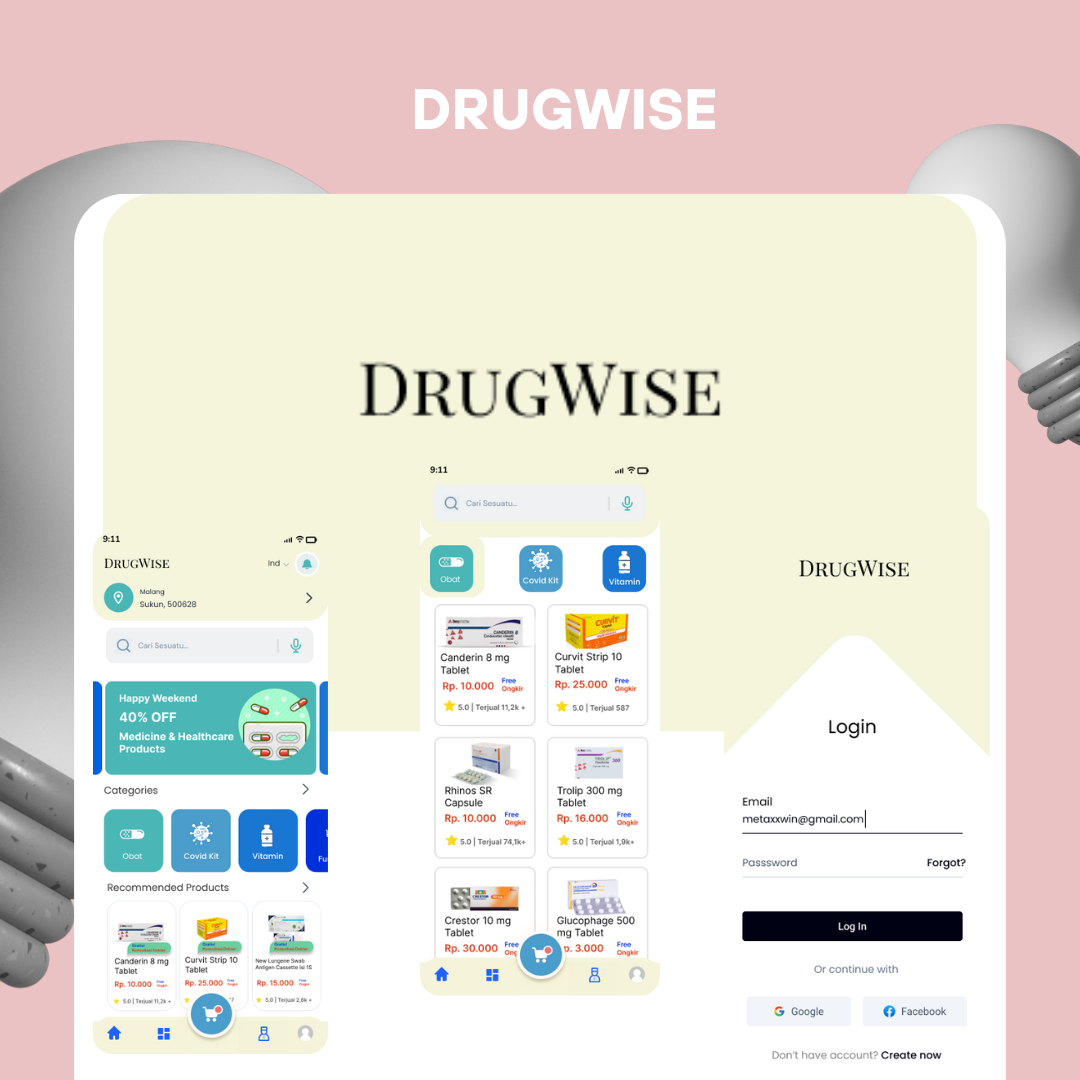 DRUGWISE
DRUGWISE
9:11
DRUGWISE
Ind
Malang
Sukun, 500628
Cari Sesuatu...
Happy Weekend
40% OFF
Medicine & Healthcare
Products
Categories
Obat
Covid Kit
Vitamin
Fu
Recommended Products
Canderin 8 mg
Tablet
Rp. 10.000
Free
Ongkir
5.0 | Terjual 11,2k +
Curvit Strip 10
Tablet
Rp. 25.000
Free
Ongkir
5.0
New Lungene Swab
Antigen Cassette Isi 15
Rp. 15.000
Free
Ongkir
5.0 | Terjual 2,6k +
9:11
Cari Sesuatu...
Obat
Covid Kit
Vitamin
CANDERIN 8
Canderin 8 mg
Tablet
Rp. 10.000
Free
Ongkir
5.0 | Terjual 11,2k +
CURVIT
Curvit Strip 10
Tablet
Rp. 25.000
Free
Ongkir
5.0 | Terjual 587
Rhinos SR
Capsule
Rp. 10.000
Free
Ongkir
5.0 | Terjual 74,1k+
Trolip 300 mg
Tablet
Rp. 16.000
Free
Ongkir
5.0 | Terjual 1,9k+
CRESTOR
Crestor 10 mg
Tablet
Rp. 30.000
Free
Ongkir
Glucophage 500
mg Tablet
p. 3.000
Free
Ongkir
DRUGWISE
Login
Email
metaxxwin@gmail.com
Passsword
Forgot?
Log In
Or continue with
Google
Facebook
Don't have account? Create now